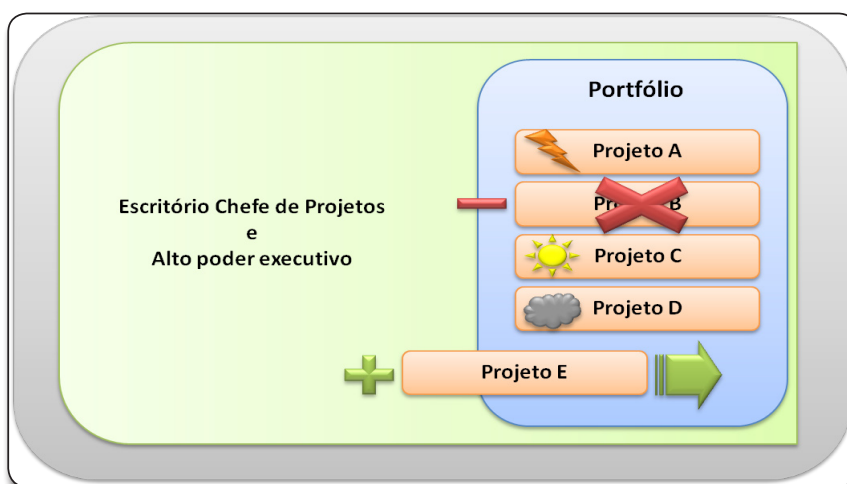 Portfólio
Projeto A
Escritório Chefe de Projetos
e
Alto poder executivo
B
Projeto C
Projeto D
Projeto E